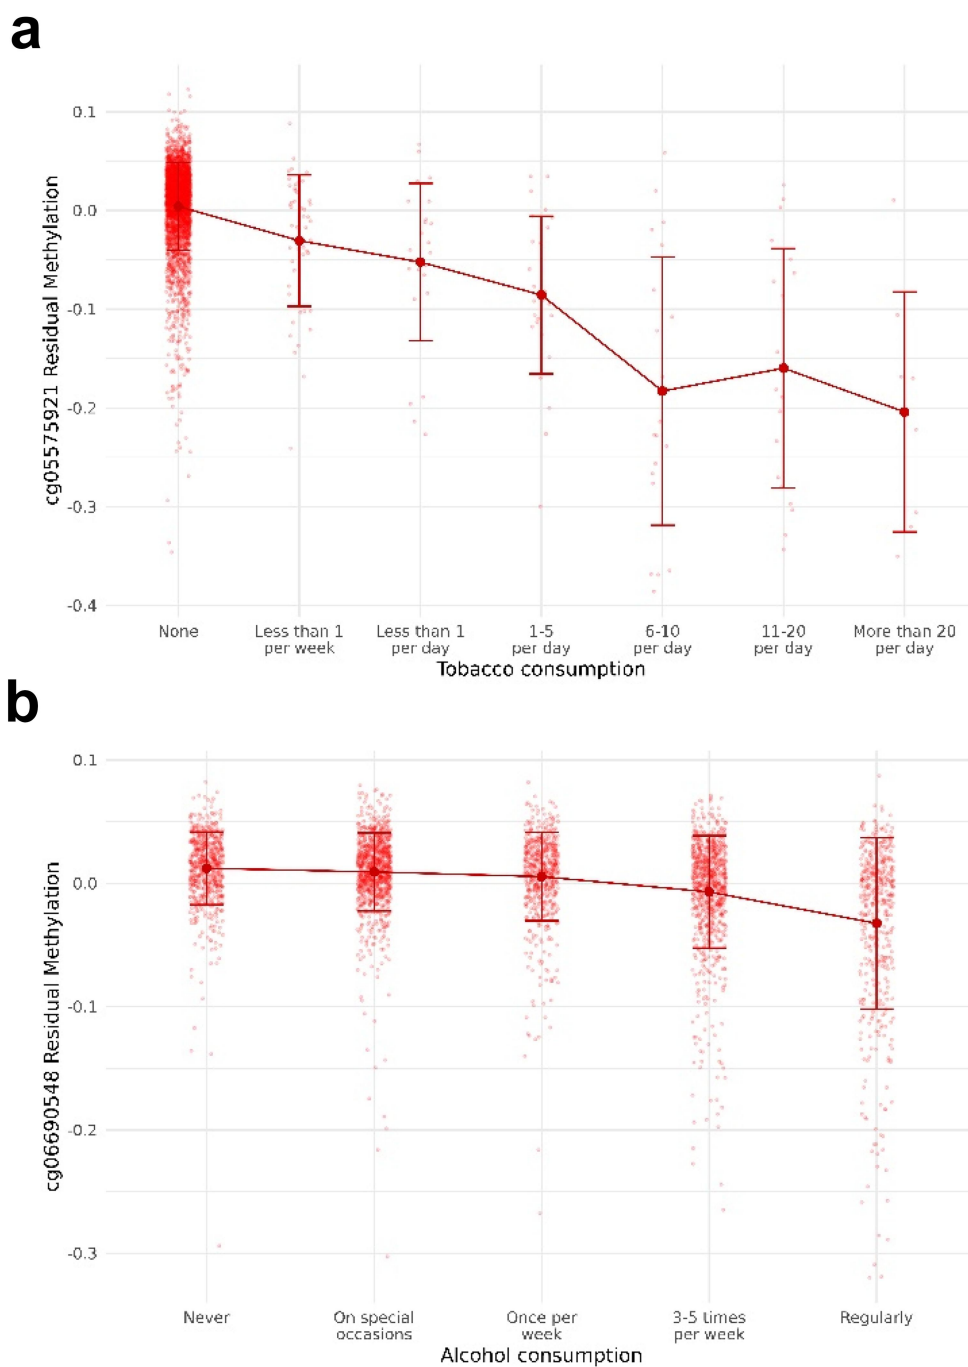 a
cg05575921 Residual Methylation
0.1
0.0
-0.1
-0.2
-0.3
-0.4
None
Less than 1
per week
Less than 1
per day
1-5
per day
6-10
per day
11-20
per day
More than 20
per day
Tobacco consumption
b
cg06690548 Residual Methylation
0.1
0.0
-0.1
-0.2
-0.3
Never
On special
occasions
Once per
week
3-5 times
per week
Regularly
Alcohol consumption